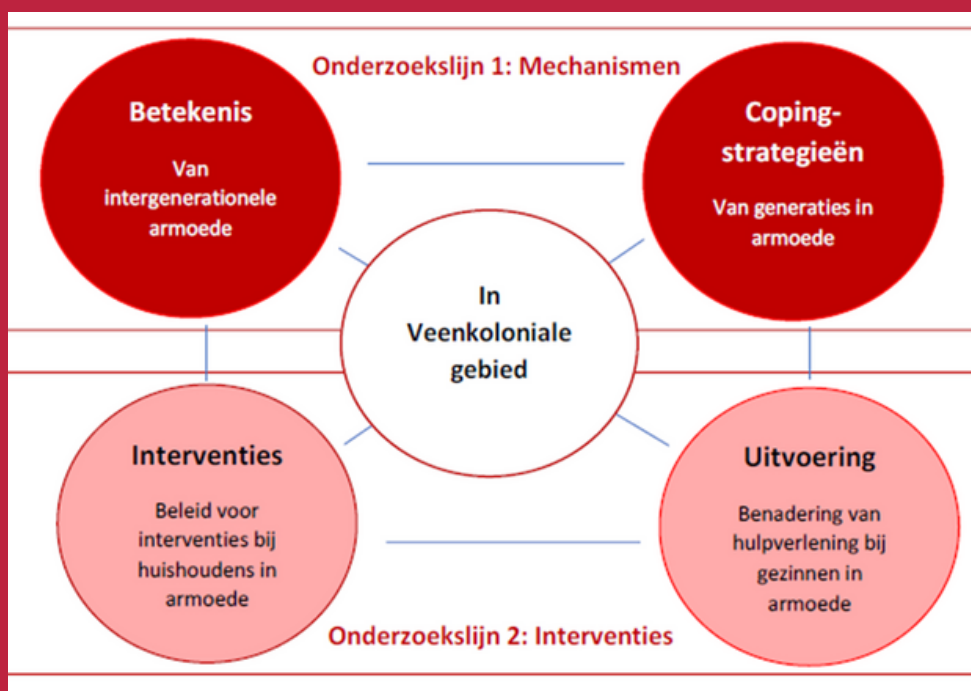 Onderzoekslijn 1: Mechanismen
Betekenis
Van
intergenerationele
armoede
Coping-
strategieën
Van generaties in
armoede
In
Veenkoloniale
gebied
Interventies
Beleid voor
interventies bij
huishoudens in
armoede
Uitvoering
Benadering van
hulpverlening bij
gezinnen in
armoede
Onderzoekslijn 2: Interventies